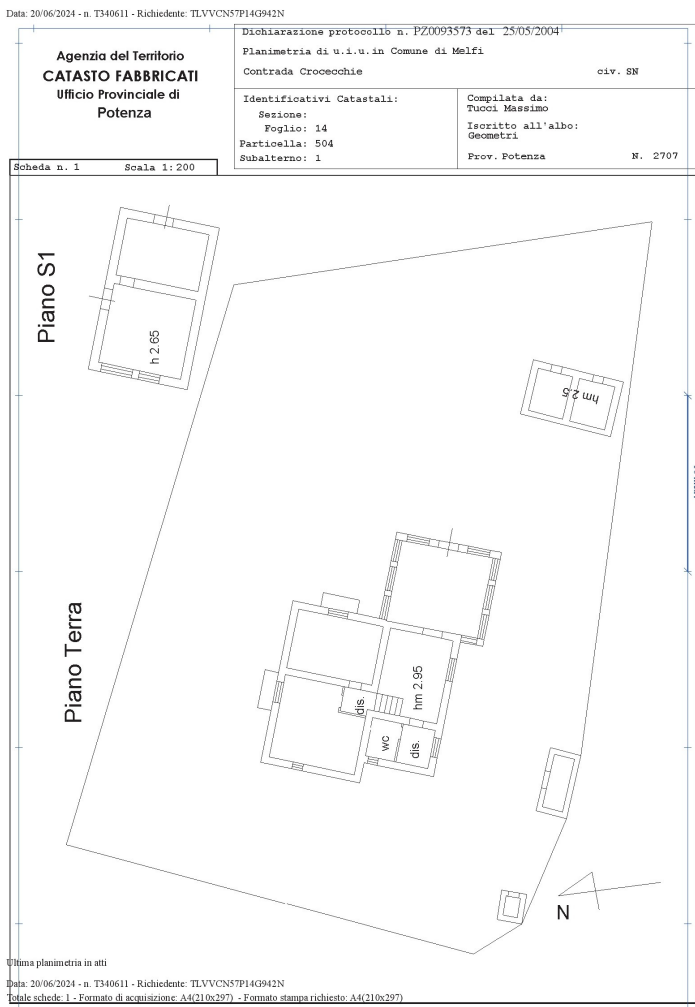 Data: 20/06/2024 - n. T340611 - Richiedente: TLVVCN57P14G942N
Agenzia del Territorio
CATASTO FABBRICATI
Ufficio Provinciale di
Potenza
Dichiarazione protocollo n. PZ0093573 del 25/05/2004
Planimetria di u.i.u.in Comune di Melfi
Contrada Crocecchie civ. SN
Identificativi Catastali:
Sezione:
Foglio: 14
Particella: 504
Subalterno: 1
Compilata da:
Tucci Massimo
Iscritto all'albo:
Geometri
Prov. Potenza N. 2707
Scheda n. 1 Scala 1:200
Piano S1
h 2.65
hm 2.5
Piano Terra
hm 2.95
dis.
wc
dis.
N
Ultima planimetria in atti
Data: 20/06/2024 - n. T340611 - Richiedente: TLVVCN57P14G942N
Totale schede: 1 - Formato di acquisizione: A4(210x297) - Formato stampa richiesto: A4(210x297)